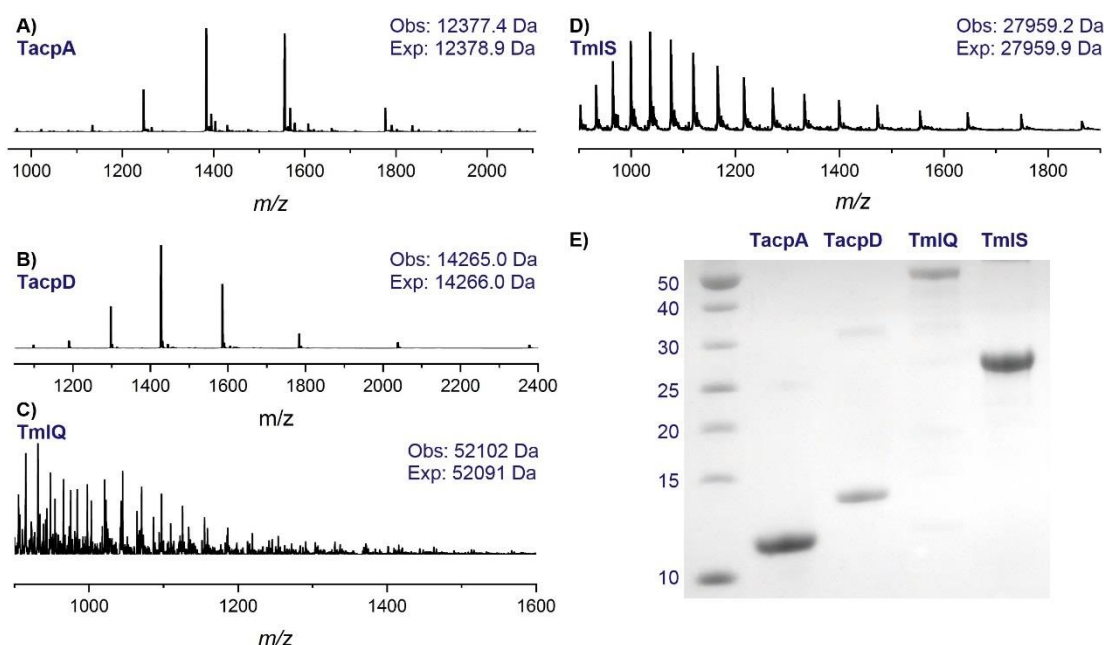 A)
TacpA
Obs: 12377.4 Da
Exp: 12378.9 Da
1000 1200 1400 1600 1800 2000
m/z
B)
TacpD
Obs: 14265.0 Da
Exp: 14266.0 Da
1200 1400 1600 1800 2000 2200 2400
m/z
C)
TmlQ
Obs: 52102 Da
Exp: 52091 Da
1000 1200 1400 1600
m/z
D)
TmlS
Obs: 27959.2 Da
Exp: 27959.9 Da
1000 1200 1400 1600 1800
m/z
E)
TacpA TacpD TmlQ TmlS
50
40
30
25
20
15
10